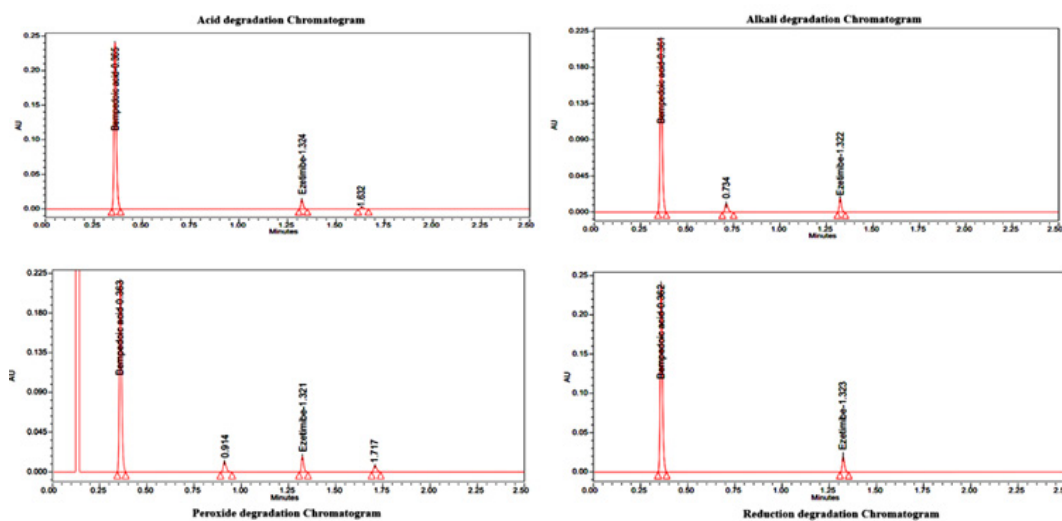 Acid degradation Chromatogram
0.25
0.20
0.15
0.10
0.05
0.00
AU
Bempedoic acid-0.365
Ezetimibe-1.324
1.632
0.00 0.25 0.50 0.75 1.00 1.25 1.50 1.75 2.00 2.25 2.50
Minutes
Alkali degradation Chromatogram
0.225
0.180
0.135
0.090
0.045
0.000
AU
Bempedoic acid-0.361
0.734
Ezetimibe-1.322
0.00 0.25 0.50 0.75 1.00 1.25 1.50 1.75 2.00 2.25 2.50
Minutes
0.225
0.180
0.135
0.090
0.045
0.000
AU
Bempedoic acid-0.363
0.914
Ezetimibe-1.321
1.717
0.00 0.25 0.50 0.75 1.00 1.25 1.50 1.75 2.00 2.25 2.50
Minutes
Peroxide degradation Chromatogram
0.25
0.20
0.15
0.10
0.05
0.00
AU
Bempedoic acid-0.362
Ezetimibe-1.323
0.00 0.25 0.50 0.75 1.00 1.25 1.50 1.75 2.00 2.25 2.50
Minutes
Reduction degradation Chromatogram